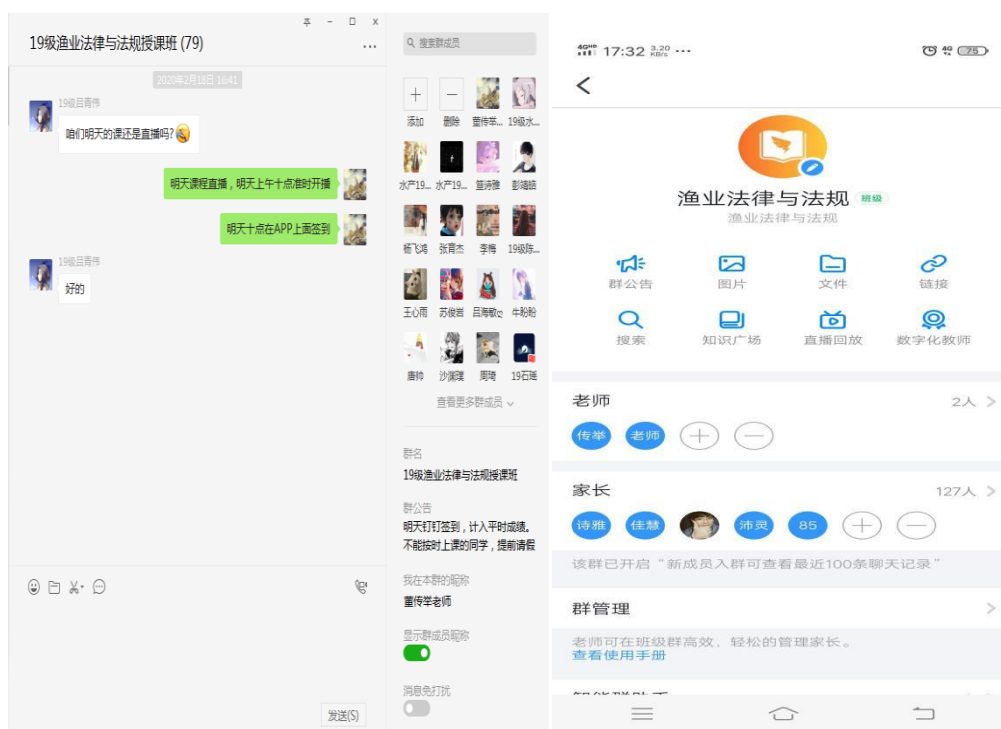 19级渔业法律与法规授课班 (79)
2020年2月18日 16:41
19级吕青伟
咱们明天的课还是直播吗?
明天课程直播，明天上午十点准时开播
明天十点在APP上面签到
19级吕青伟
好的
发送(S)
搜索群成员
添加 删除 董传举... 19级水...
水产19... 水产19... 管诗雅 彭靖皓
杨飞鸿 张育杰 李梅 19级陈...
王心雨 苏俊岩 吕海敏 牛盼盼
唐帅 沙漯璞 周琦 19石瑶
查看更多群成员
群名
19级渔业法律与法规授课班
群公告
明天钉钉签到，计入平时成绩。
不能按时上课的同学，提前请假
我在本群的昵称
董传举老师
显示群成员昵称
消息免打扰
4GHD 17:32 3.20 KB/s ... 4G 75
渔业法律与法规 班级
渔业法律与法规
群公告 图片 文件 链接
搜索 知识广场 直播回放 数字化教师
老师 2人
传举 老师
家长 127人
诗雅 佳慧 沛灵 85
该群已开启“新成员入群可查看最近100条聊天记录”
群管理
老师可在班级群高效、轻松的管理家长。
查看使用手册